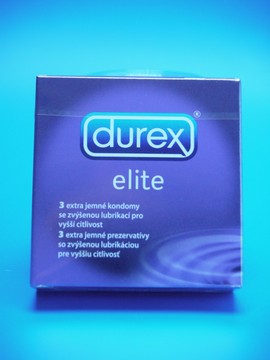 durex®
elite
3 extra jemné kondomy
se zvýšenou lubrikací pro
vyšší citlivost
3 extra jemné prezervatívy
so zvýšenou lubrikáciou
pre vyššiu citlivosť